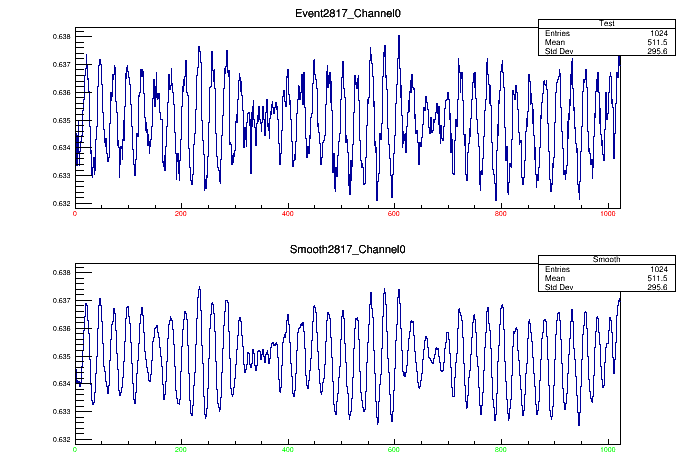 Event2817_Channel0
Test
Entries 1024
Mean 511.5
Std Dev 295.6
0.638
0.637
0.636
0.635
0.634
0.633
0.632
0 200 400 600 800 1000
Smooth2817_Channel0
Smooth
Entries 1024
Mean 511.5
Std Dev 295.6
0.638
0.637
0.636
0.635
0.634
0.633
0.632
0 200 400 600 800 1000